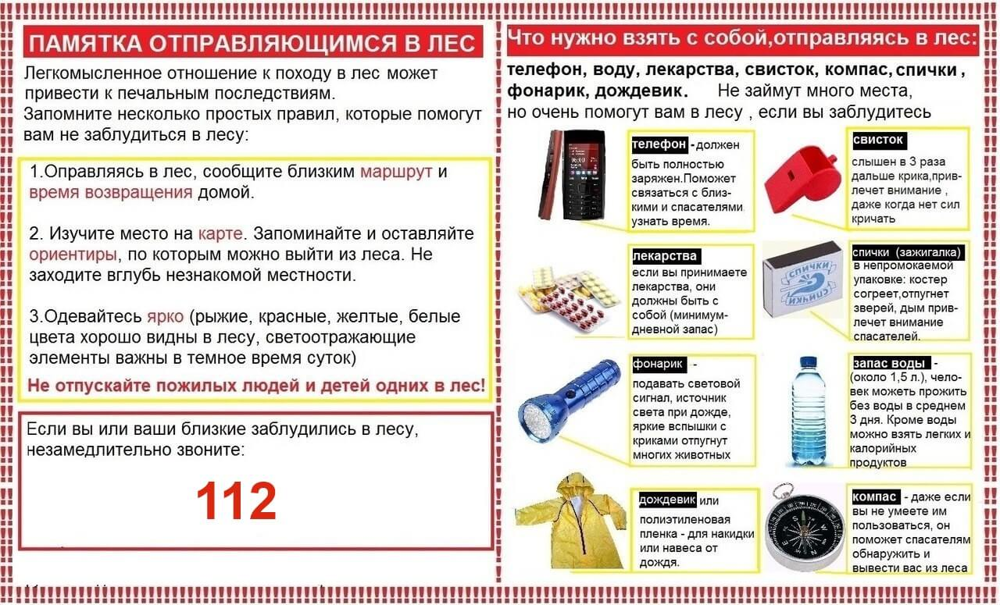 ПАМЯТКА ОТПРАВЛЯЮЩИМСЯ В ЛЕС
Легкомысленное отношение к походу в лес может
привести к печальным последствиям.
Запомните несколько простых правил, которые помогут
вам не заблудиться в лесу:
1.Оправляясь в лес, сообщите близким маршрут и
время возвращения домой.
2. Изучите место на карте. Запоминайте и оставляйте
ориентиры, по которым можно выйти из леса. Не
заходите вглубь незнакомой местности.
3.Одевайтесь ярко (рыжие, красные, желтые, белые
цвета хорошо видны в лесу, светоотражающие
элементы важны в темное время суток)
Не отпускайте пожилых людей и детей одних в лес!
Если вы или ваши близкие заблудились в лесу,
незамедлительно звоните:
112
Что нужно взять с собой,отправляясь в лес:
телефон, воду, лекарства, свисток, компас, спички ,
фонарик, дождевик. Не займут много места,
но очень помогут вам в лесу , если вы заблудитесь
телефон - должен
быть полностью
заряжен.Поможет
связаться с близ-
кими и спасателями
узнать время.
свисток
слышен в 3 раза
дальше крика,прив-
лечет внимание ,
даже когда нет сил
кричать
лекарства
если вы принимаете
лекарства, они
должны быть с
собой (минимум-
дневной запас)
СПИЧКИ
СПИЧКИ
спички (зажигалка)
в непромокаемой
упаковке: костер
согреет,отпугнет
зверей, дым прив-
лечет внимание
спасателей.
фонарик -
подавать световой
сигнал, источник
света при дожде,
яркие вспышки с
криками отпугнут
многих животных
запас воды -
(около 1,5 л.), чело-
век можеть прожить
без воды в среднем
3 дня. Кроме воды
можно взять легких и
калорийных
продуктов
дождевик или
полиэтиленовая
пленка - для накидки
или навеса от
дождя.
S
W
N
E
компас - даже если
вы не умеете им
пользоваться, он
поможет спасателям
обнаружить и
вывести вас из леса